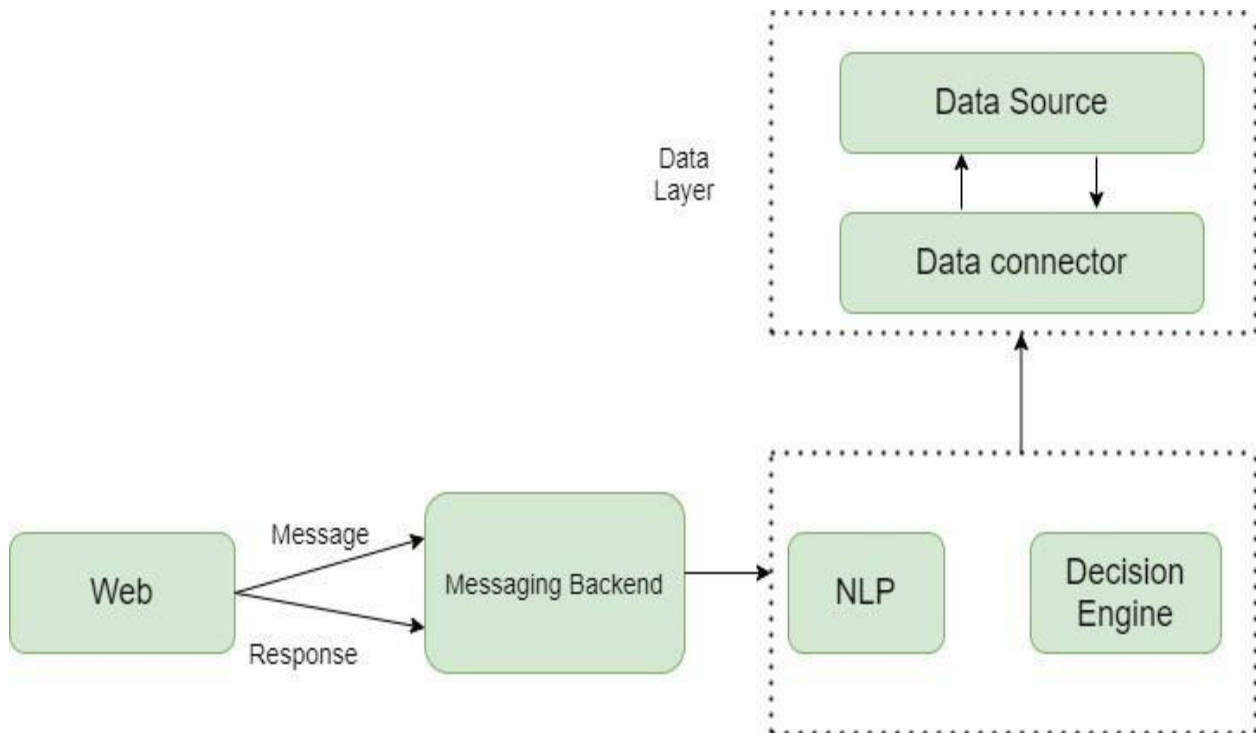 Data Source
Data
Layer
Data connector
Message
Web
Messaging Backend
NLP
Decision
Engine
Response